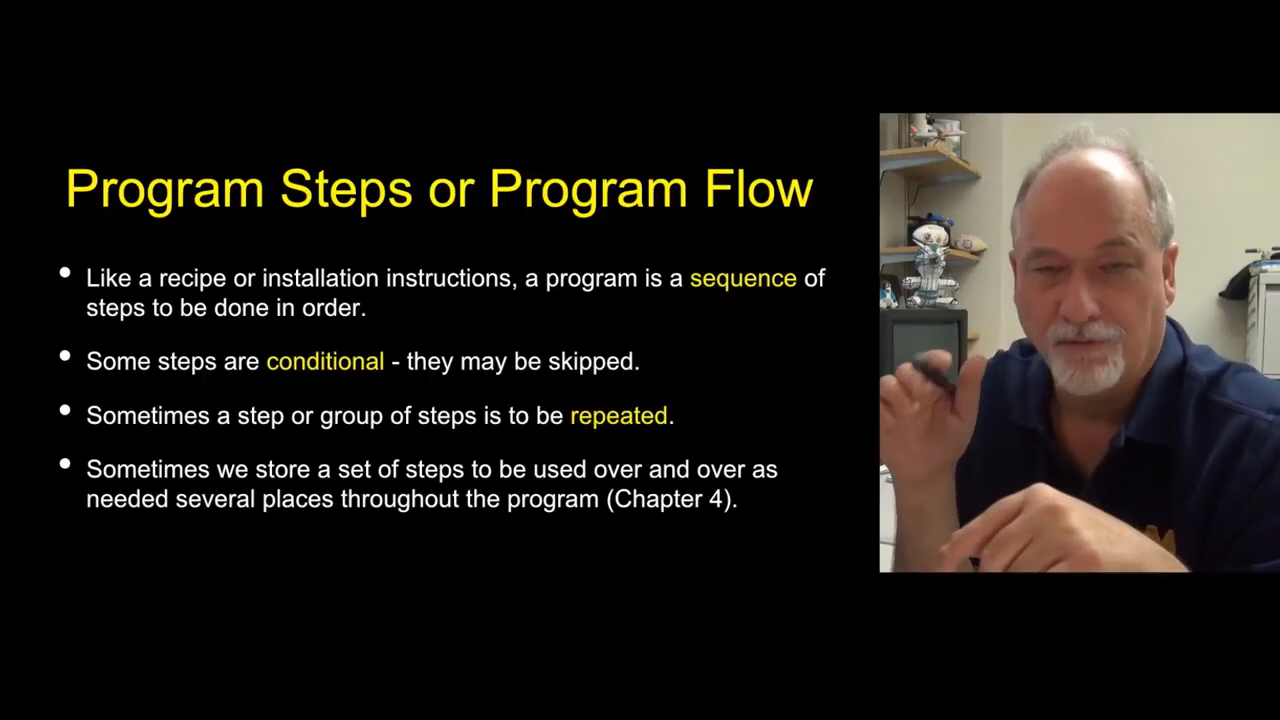 Program Steps or Program Flow
• Like a recipe or installation instructions, a program is a sequence of
steps to be done in order.
• Some steps are conditional - they may be skipped.
• Sometimes a step or group of steps is to be repeated.
• Sometimes we store a set of steps to be used over and over as
needed several places throughout the program (Chapter 4).